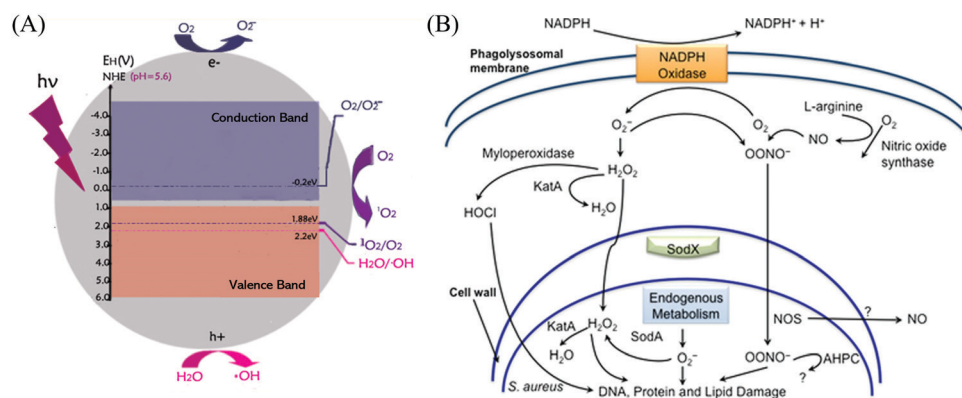 (A)
O₂ O₂⁻
e-
EH(V)
NHE (pH=5.6)
hν
-4.0
-3.0
-2.0
-1.0
0.0
1.0
2.0
3.0
4.0
5.0
6.0
Conduction Band
-0.2eV
1.88eV
2.2eV
Valence Band
O₂/O₂⁻
O₂
¹O₂
¹O₂/O₂
H₂O/·OH
h+
H₂O ·OH
(B)
NADPH NADPH⁺ + H⁺
Phagolysosomal
membrane
NADPH
Oxidase
L-arginine
O₂⁻ O₂ NO O₂
OONO⁻ Nitric oxide
synthase
Myeloperoxidase
H₂O₂
KatA
HOCl H₂O
SodX
Cell wall
Endogenous
Metabolism
NOS ? NO
KatA H₂O₂ SodA
H₂O O₂⁻ OONO⁻ AHPC
?
S. aureus DNA, Protein and Lipid Damage